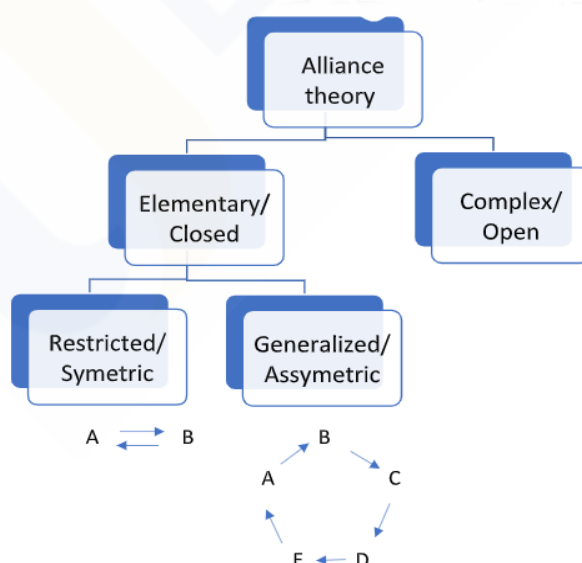 Alliance
theory
Elementary/
Closed
Complex/
Open
Restricted/
Symetric
Generalized/
Assymetric
A B
B
A
C
D